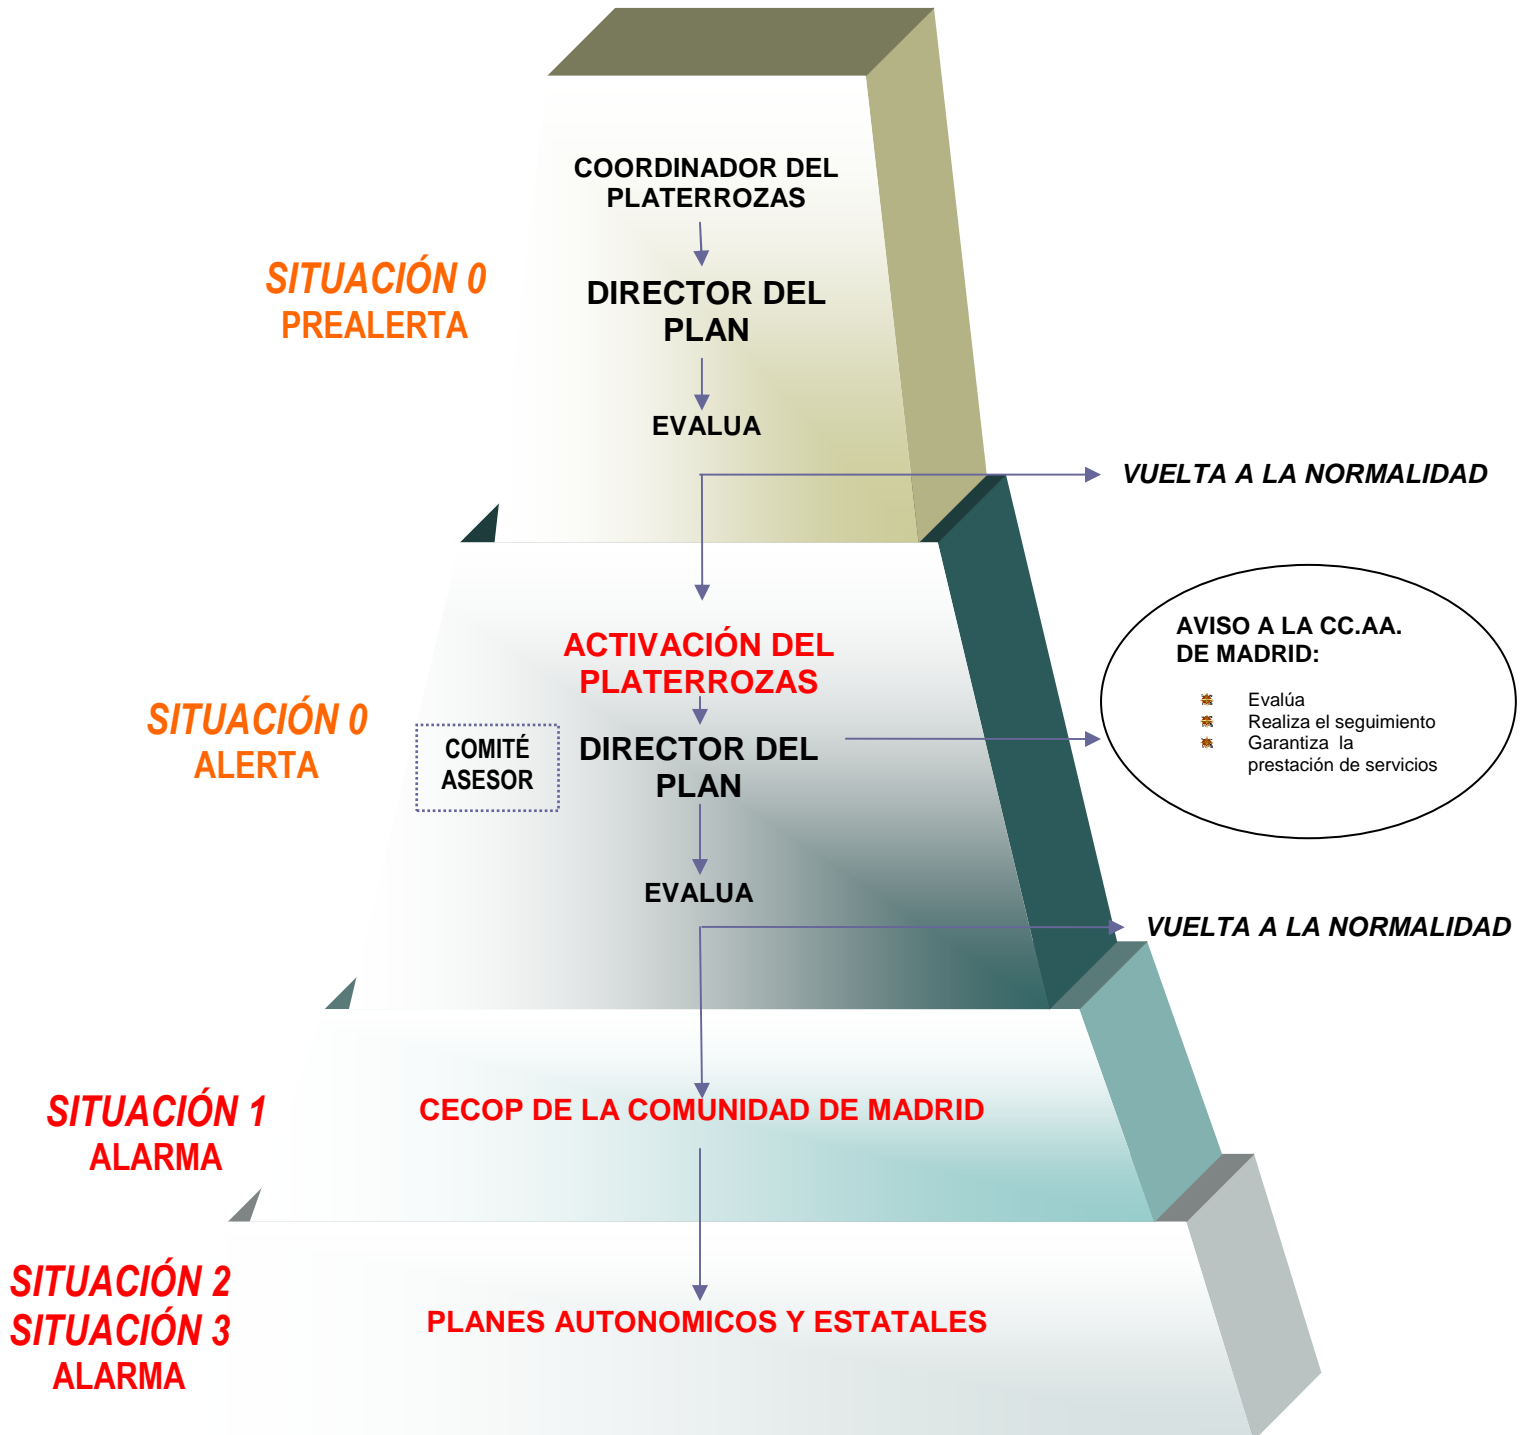 COORDINADOR DEL
PLATERROZAS
SITUACIÓN 0
PREALERTA
DIRECTOR DEL
PLAN
EVALUA
VUELTA A LA NORMALIDAD
ACTIVACIÓN DEL
PLATERROZAS
SITUACIÓN 0
ALERTA
COMITÉ
ASESOR
DIRECTOR DEL
PLAN
AVISO A LA CC.AA.
DE MADRID:
Evalúa
Realiza el seguimiento
Garantiza la
prestación de servicios
EVALUA
VUELTA A LA NORMALIDAD
SITUACIÓN 1
ALARMA
CECOP DE LA COMUNIDAD DE MADRID
SITUACIÓN 2
SITUACIÓN 3
ALARMA
PLANES AUTONOMICOS Y ESTATALES